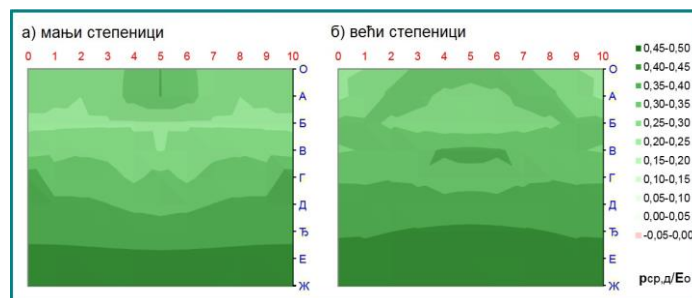 а) мањи степеници
0 1 2 3 4 5 6 7 8 9 10
О
А
Б
В
Г
Д
Ђ
Е
Ж
б) већи степеници
0 1 2 3 4 5 6 7 8 9 10
О
А
Б
В
Г
Д
Ђ
Е
Ж
0,45-0,50
0,40-0,45
0,35-0,40
0,30-0,35
0,25-0,30
0,20-0,25
0,15-0,20
0,10-0,15
0,05-0,10
0,00-0,05
-0,05-0,00
pср,д/Eо